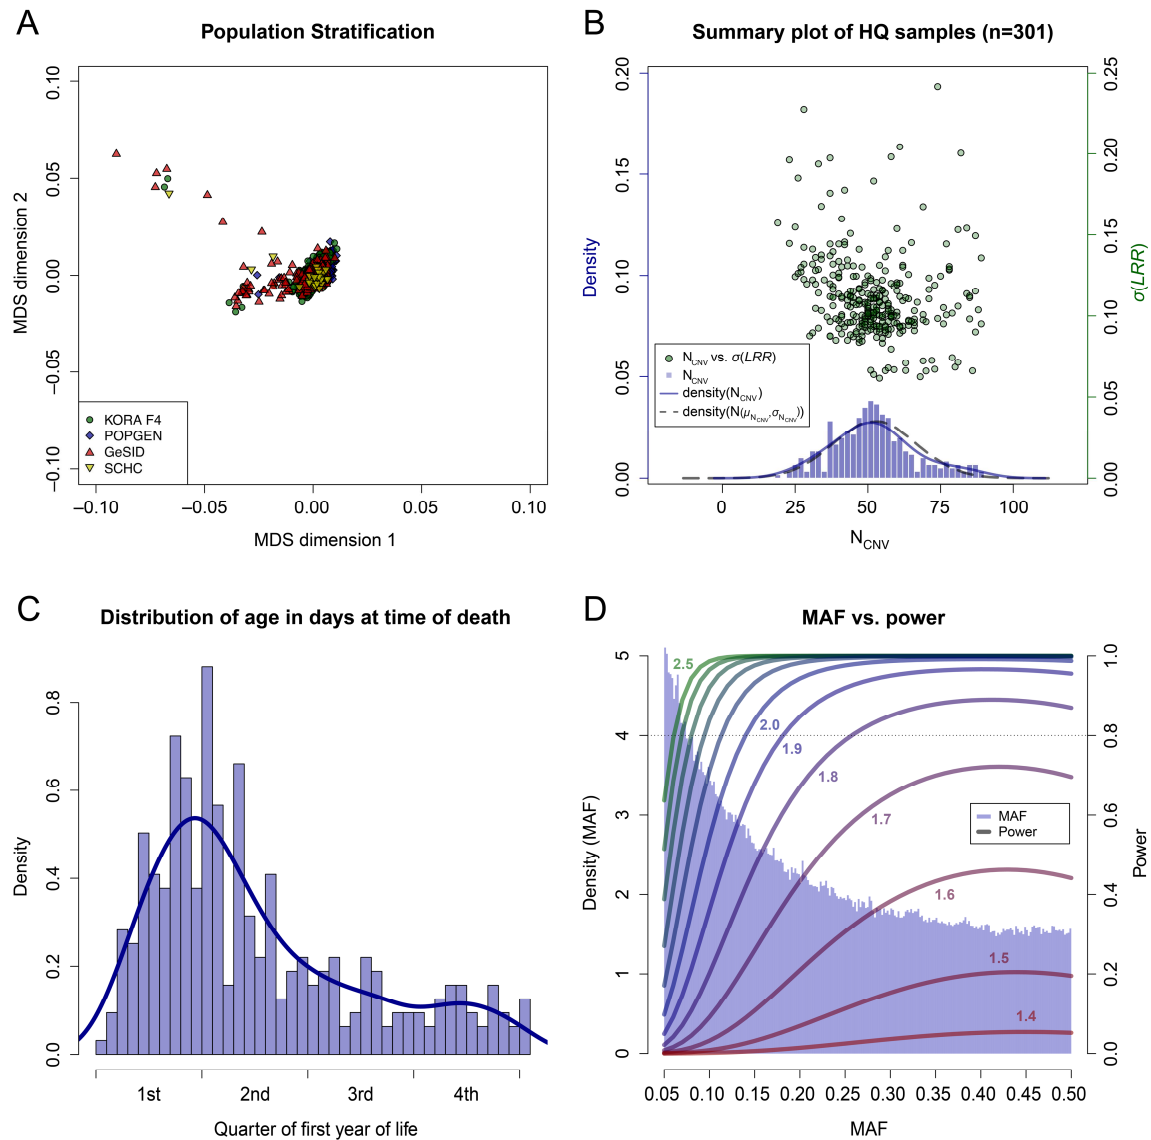 A
Population Stratification
MDS dimension 2
0.10
0.05
0.00
−0.05
−0.10
KORA F4
POPGEN
GeSID
SCHC
−0.10 −0.05 0.00 0.05 0.10
MDS dimension 1
B
Summary plot of HQ samples (n=301)
Density
0.20
0.15
0.10
0.05
0.00
0.25
0.20
0.15
0.10
0.05
0.00
σ(LRR)
N_CNV vs. σ(LRR)
N_CNV
density(N_CNV)
density(N(μ_N_CNV,σ_N_CNV))
0 25 50 75 100
N_CNV
C
Distribution of age in days at time of death
Density
0.8
0.6
0.4
0.2
0.0
1st 2nd 3rd 4th
Quarter of first year of life
D
MAF vs. power
Density (MAF)
5
4
3
2
1
0
1.0
0.8
0.6
0.4
0.2
0.0
Power
2.5
2.0
1.9
1.8
1.7
1.6
1.5
1.4
MAF
Power
0.05 0.10 0.15 0.20 0.25 0.30 0.35 0.40 0.45 0.50
MAF